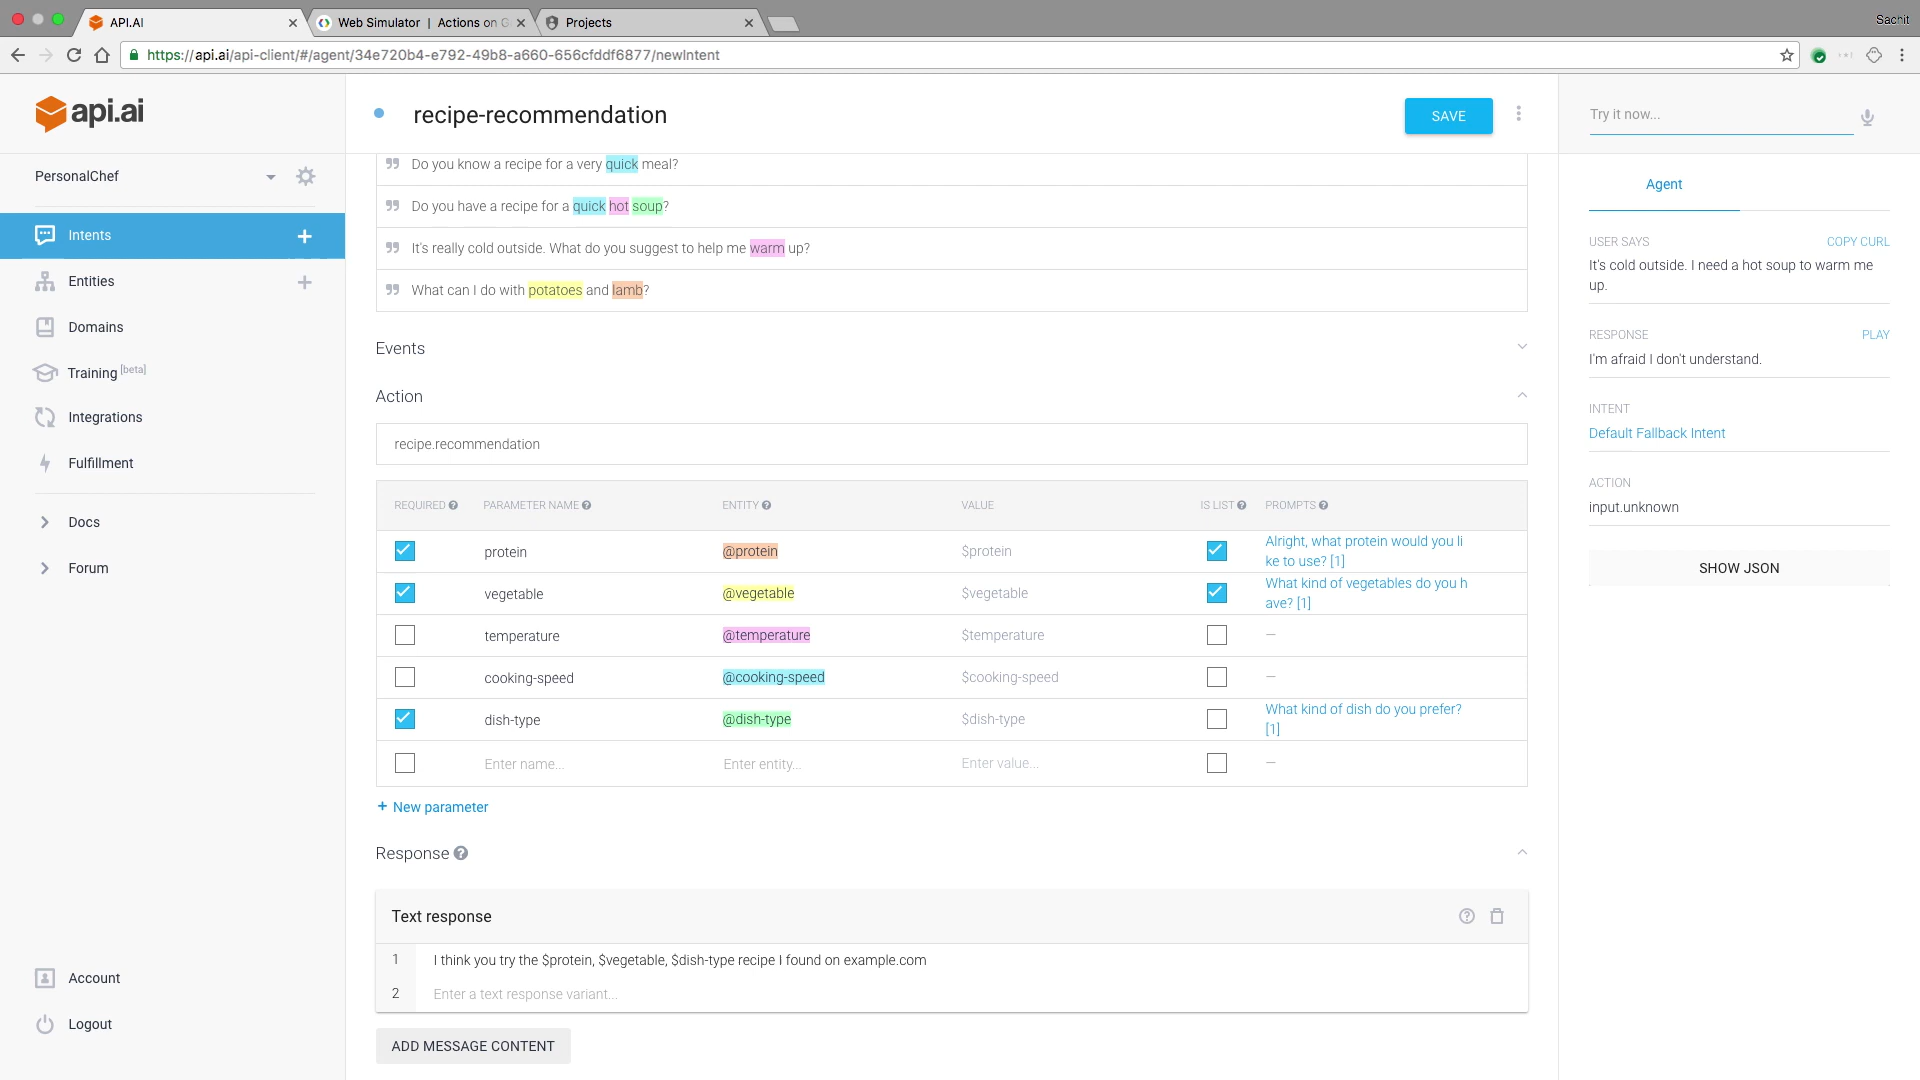 API.AI
Web Simulator | Actions on G
Projects
Sachit
https://api.ai/api-client/#/agent/34e720b4-e792-49b8-a660-656cfddf6877/newIntent
api.ai
PersonalChef
Intents
Entities
Domains
Training [beta]
Integrations
Fulfillment
Docs
Forum
Account
Logout
recipe-recommendation
SAVE
Do you know a recipe for a very quick meal?
Do you have a recipe for a quick hot soup?
It's really cold outside. What do you suggest to help me warm up?
What can I do with potatoes and lamb?
Events
Action
recipe.recommendation
REQUIRED PARAMETER NAME ENTITY VALUE IS LIST PROMPTS
protein @protein $protein Alright, what protein would you li
ke to use? [1]
vegetable @vegetable $vegetable What kind of vegetables do you h
ave? [1]
temperature @temperature $temperature —
cooking-speed @cooking-speed $cooking-speed —
dish-type @dish-type $dish-type What kind of dish do you prefer?
[1]
Enter name... Enter entity... Enter value... —
+ New parameter
Response
Text response
1 I think you try the $protein, $vegetable, $dish-type recipe I found on example.com
2 Enter a text response variant...
ADD MESSAGE CONTENT
Try it now...
Agent
USER SAYS COPY CURL
It's cold outside. I need a hot soup to warm me
up.
RESPONSE PLAY
I'm afraid I don't understand.
INTENT
Default Fallback Intent
ACTION
input.unknown
SHOW JSON